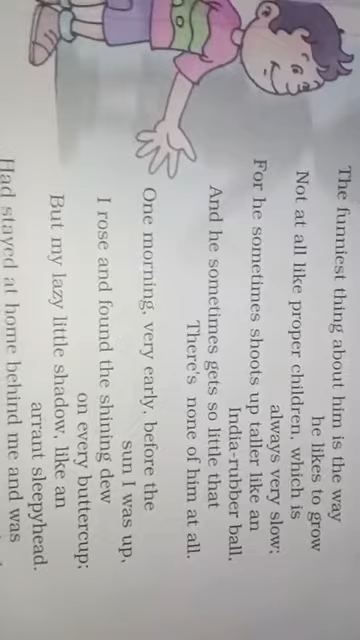 The funniest thing about him is the way
he likes to grow
Not at all like proper children, which is
always very slow;
For he sometimes shoots up taller like an
India-rubber ball,
And he sometimes gets so little that
There's none of him at all.
One morning, very early, before the
sun I was up,
I rose and found the shining dew
on every buttercup;
But my lazy little shadow, like an
arrant sleepyhead.
Had stayed at home behind me and was